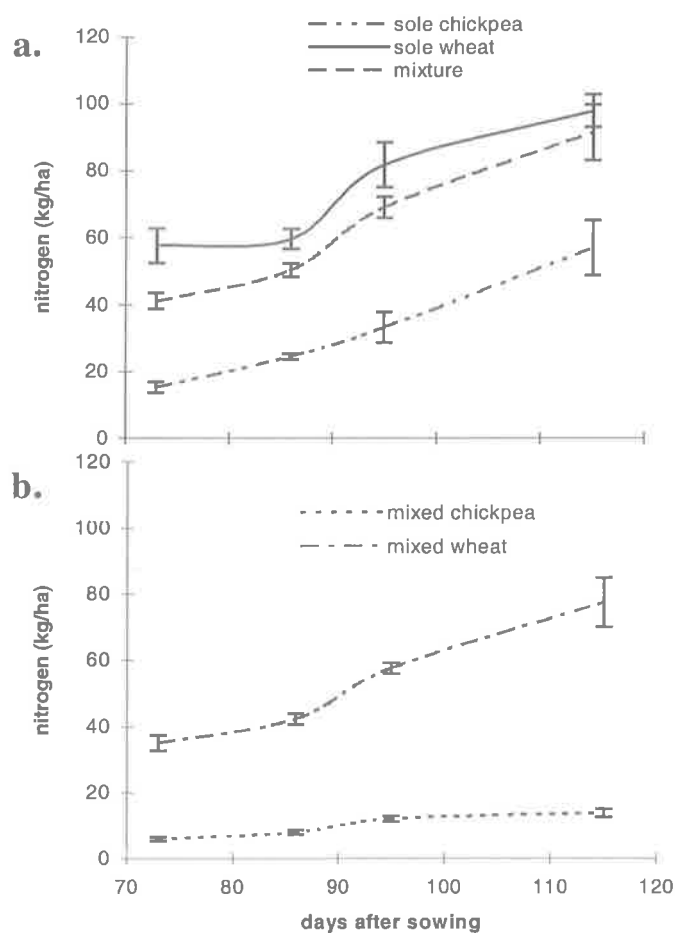 a.
sole chickpea
sole wheat
mixture
120
100
80
60
40
20
0
nitrogen (kg/ha)
b.
mixed chickpea
mixed wheat
120
100
80
60
40
20
0
nitrogen (kg/ha)
70 80 90 100 110 120
days after sowing